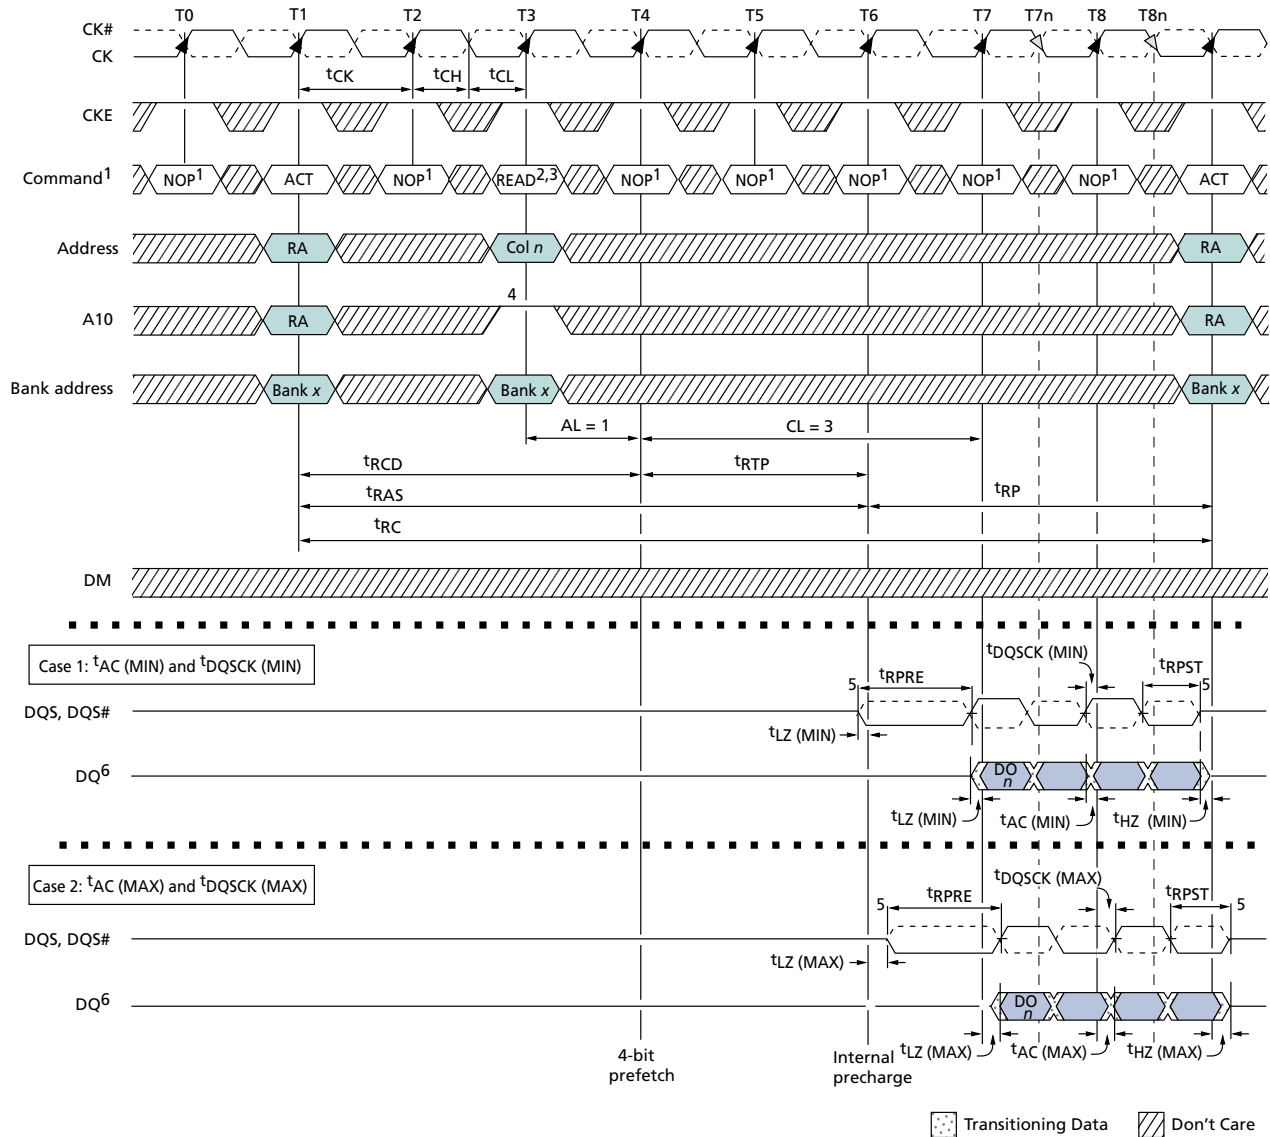 T0 T1 T2 T3 T4 T5 T6 T7 T7n T8 T8n
CK#
CK
tCK tCH tCL
CKE
Command1 NOP1 ACT NOP1 READ2,3 NOP1 NOP1 NOP1 NOP1 NOP1 ACT
Address RA Col n RA
4
A10 RA RA
Bank address Bank x Bank x Bank x
AL = 1 CL = 3
tRCD tRTP
tRAS tRP
tRC
DM
Case 1: tAC (MIN) and tDQSCK (MIN)
tDQSCK (MIN)
5 tRPRE tRPST 5
DQS, DQS#
tLZ (MIN)
DQ6 DO
n
tLZ (MIN) tAC (MIN) tHZ (MIN)
Case 2: tAC (MAX) and tDQSCK (MAX)
tDQSCK (MAX)
5 tRPRE tRPST 5
DQS, DQS#
tLZ (MAX)
DQ6 DO
n
tLZ (MAX) tAC (MAX) tHZ (MAX)
4-bit
prefetch
Internal
precharge
Transitioning Data Don't Care